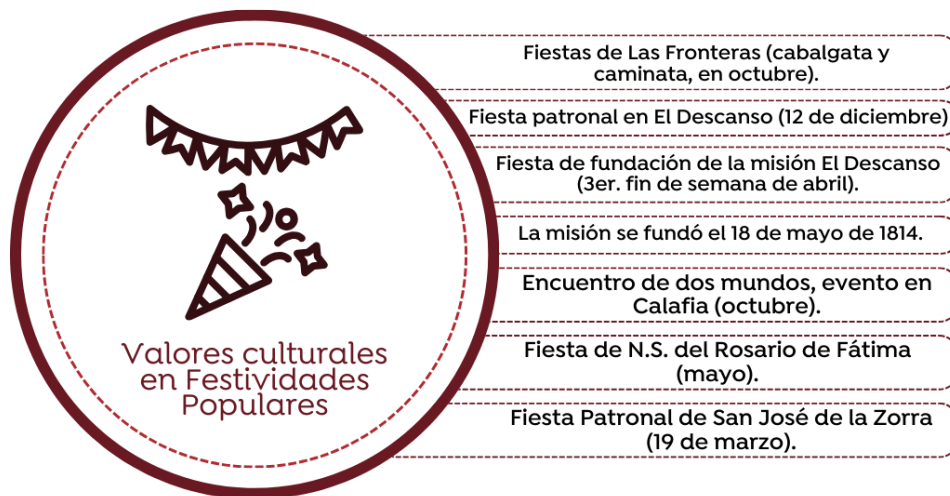 Valores culturales
en Festividades
Populares
Fiestas de Las Fronteras (cabalgata y
caminata, en octubre).
Fiesta patronal en El Descanso (12 de diciembre)
Fiesta de fundación de la misión El Descanso
(3er. fin de semana de abril).
La misión se fundó el 18 de mayo de 1814.
Encuentro de dos mundos, evento en
Calafia (octubre).
Fiesta de N.S. del Rosario de Fátima
(mayo).
Fiesta Patronal de San José de la Zorra
(19 de marzo).